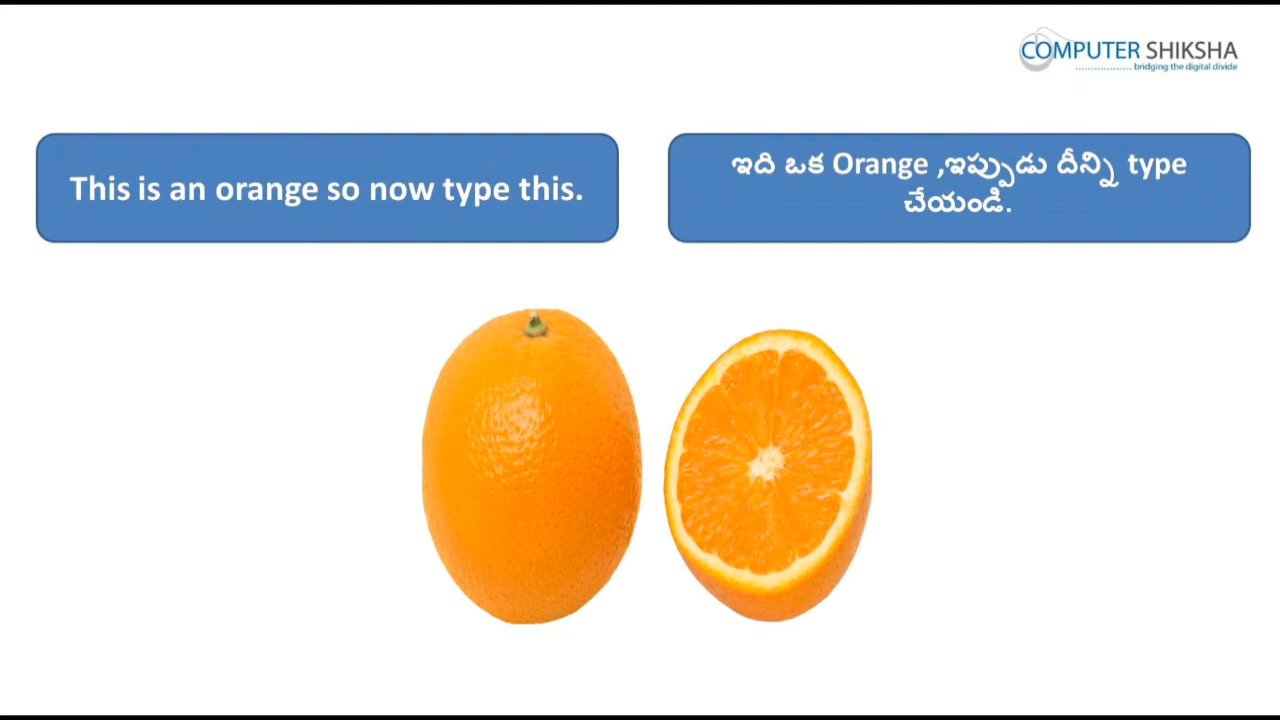 COMPUTER SHIKSHA
bridging the digital divide
This is an orange so now type this.
ఇది ఒక Orange ,ఇప్పుడు దీన్ని type
చేయండి.